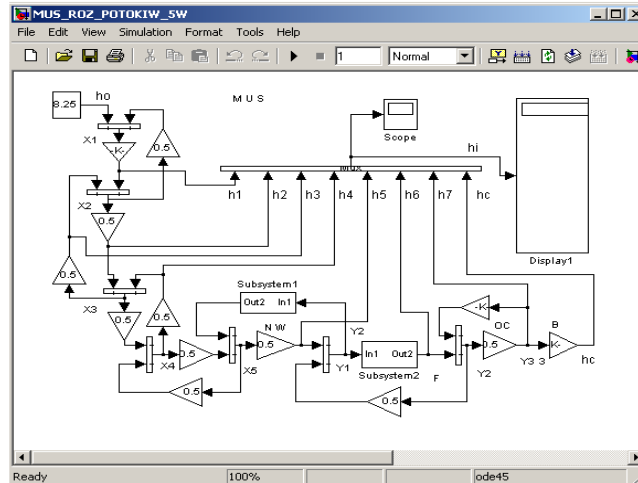 MUS_ROZ_POTOKIW_5W
File Edit View Simulation Format Tools Help
1 Normal
8.25 ho M U S
Scope
X1 -K- 0.5 hi
Mux
h1 h2 h3 h4 h5 h6 h7 hc
X2
0.5
Display1
0.5
Subsystem1
X3 0.5 0.5 Out2 In1 -K-
N W Y2 OC B
0.5 0.5 In1 Out2 0.5 -K-
X4 X5 Y1 Subsystem2 F Y2 Y3 3 hc
0.5 0.5
Ready 100% ode45